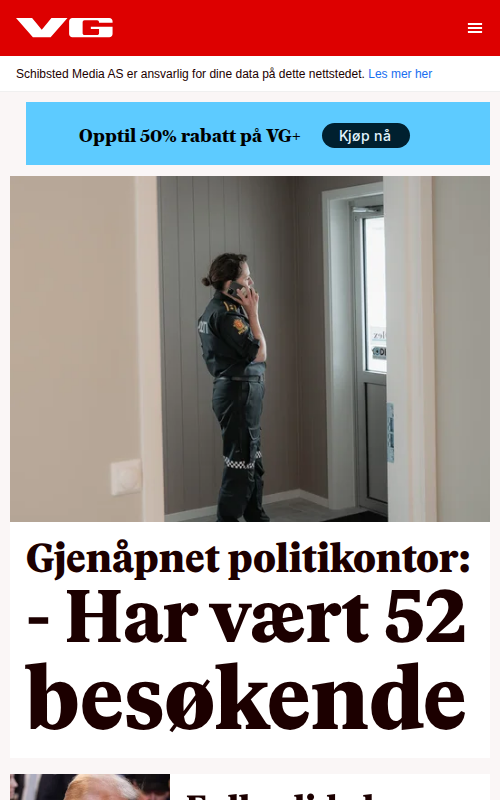 VG
Schibsted Media AS er ansvarlig for dine data på dette nettstedet. Les mer her
Opptil 50% rabatt på VG+ Kjøp nå
Gjenåpnet politikontor:
- Har vært 52
besøkende